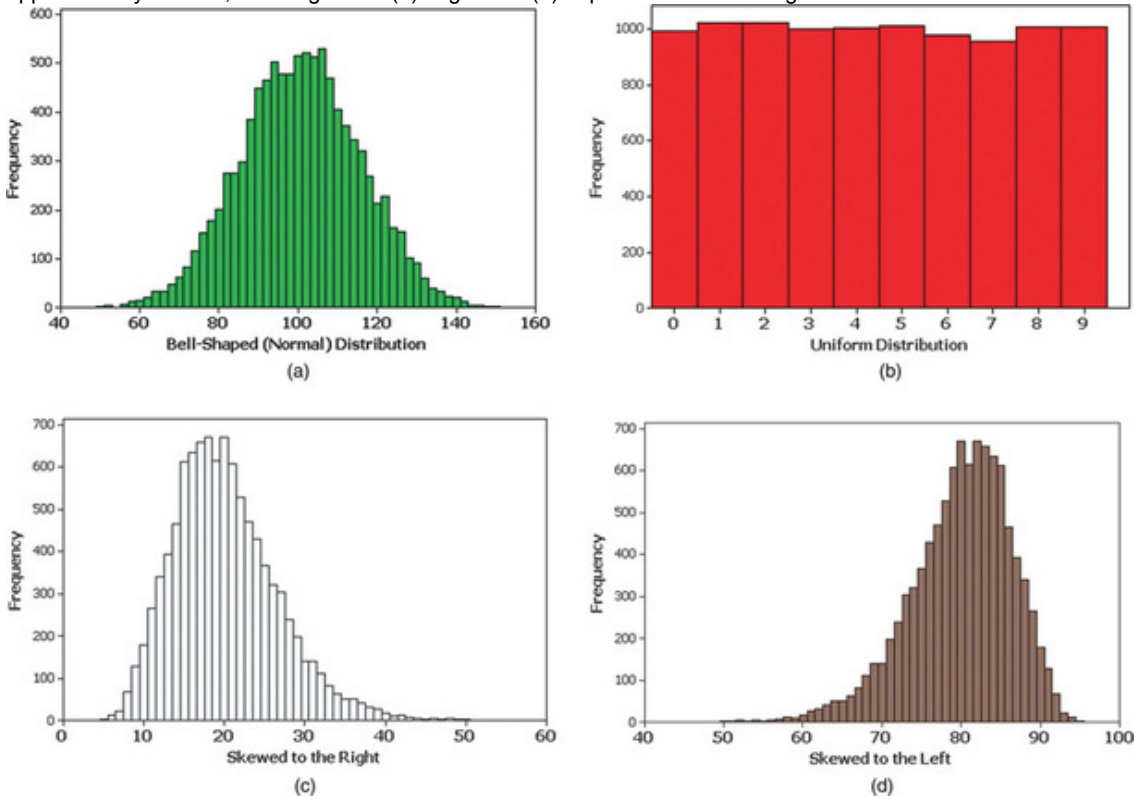 600
500
400
300
200
100
0
Frequency
40 60 80 100 120 140 160
Bell-Shaped (Normal) Distribution
(a)
1000
800
600
400
200
0
Frequency
0 1 2 3 4 5 6 7 8 9
Uniform Distribution
(b)
700
600
500
400
300
200
100
0
Frequency
0 10 20 30 40 50 60
Skewed to the Right
(c)
700
600
500
400
300
200
100
0
Frequency
40 50 60 70 80 90 100
Skewed to the Left
(d)